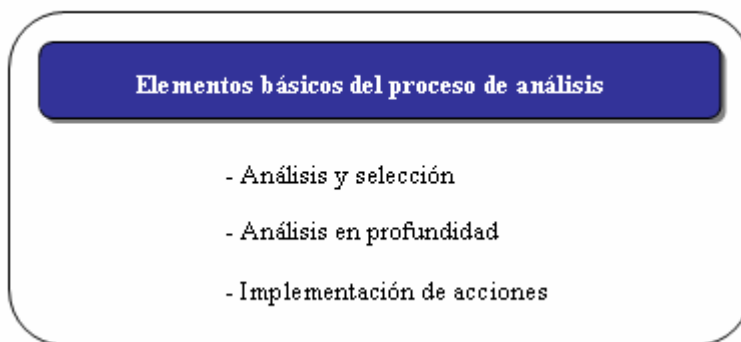 Elementos básicos del proceso de análisis
- Análisis y selección
- Análisis en profundidad
- Implementación de acciones